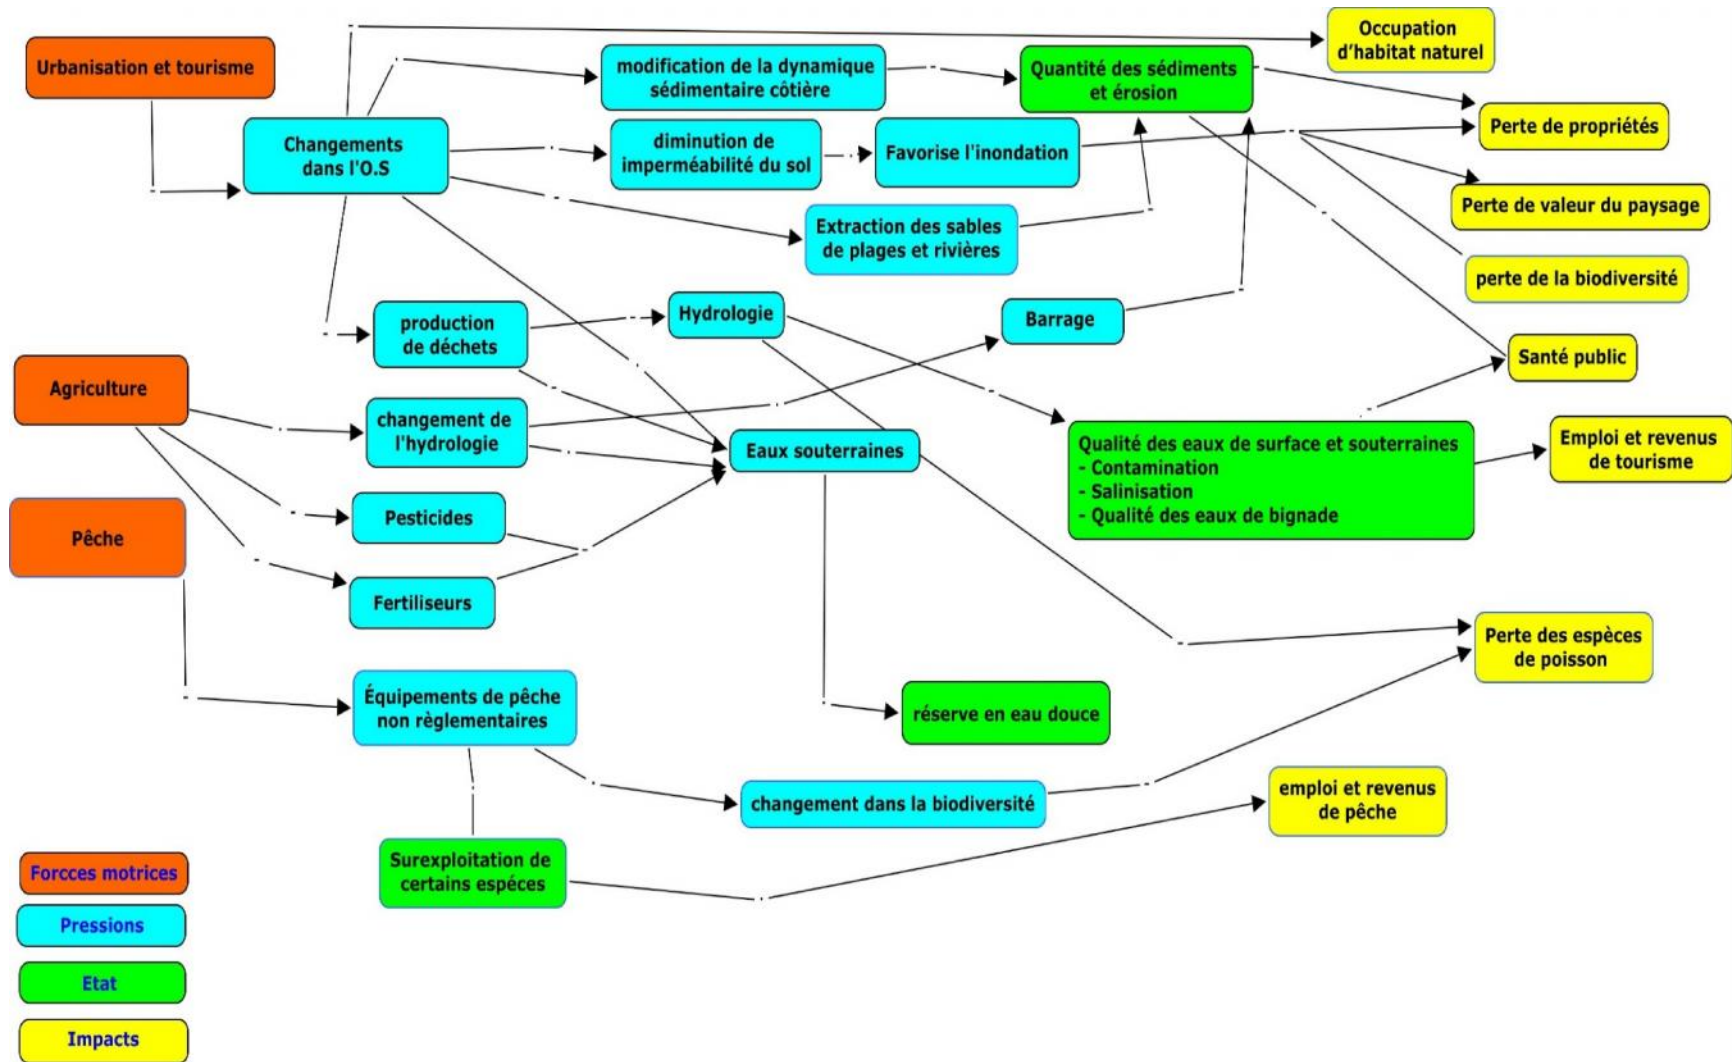 Occupation
d'habitat naturel
Urbanisation et tourisme
modification de la dynamique
sédimentaire côtière
Quantité des sédiments
et érosion
Changements
dans l'O.S
diminution de
imperméabilité du sol
Favorise l'inondation
Perte de propriétés
Extraction des sables
de plages et rivières
Perte de valeur du paysage
perte de la biodiversité
production
de déchets
Hydrologie
Barrage
Santé public
Agriculture
changement de
l'hydrologie
Eaux souterraines
Qualité des eaux de surface et souterraines
- Contamination
- Salinisation
- Qualité des eaux de bignade
Emploi et revenus
de tourisme
Pêche
Pesticides
Fertiliseurs
Perte des espèces
de poisson
Équipements de pêche
non règlementaires
réserve en eau douce
changement dans la biodiversité
emploi et revenus
de pêche
Surexploitation de
certains espéces
Forcces motrices
Pressions
Etat
Impacts